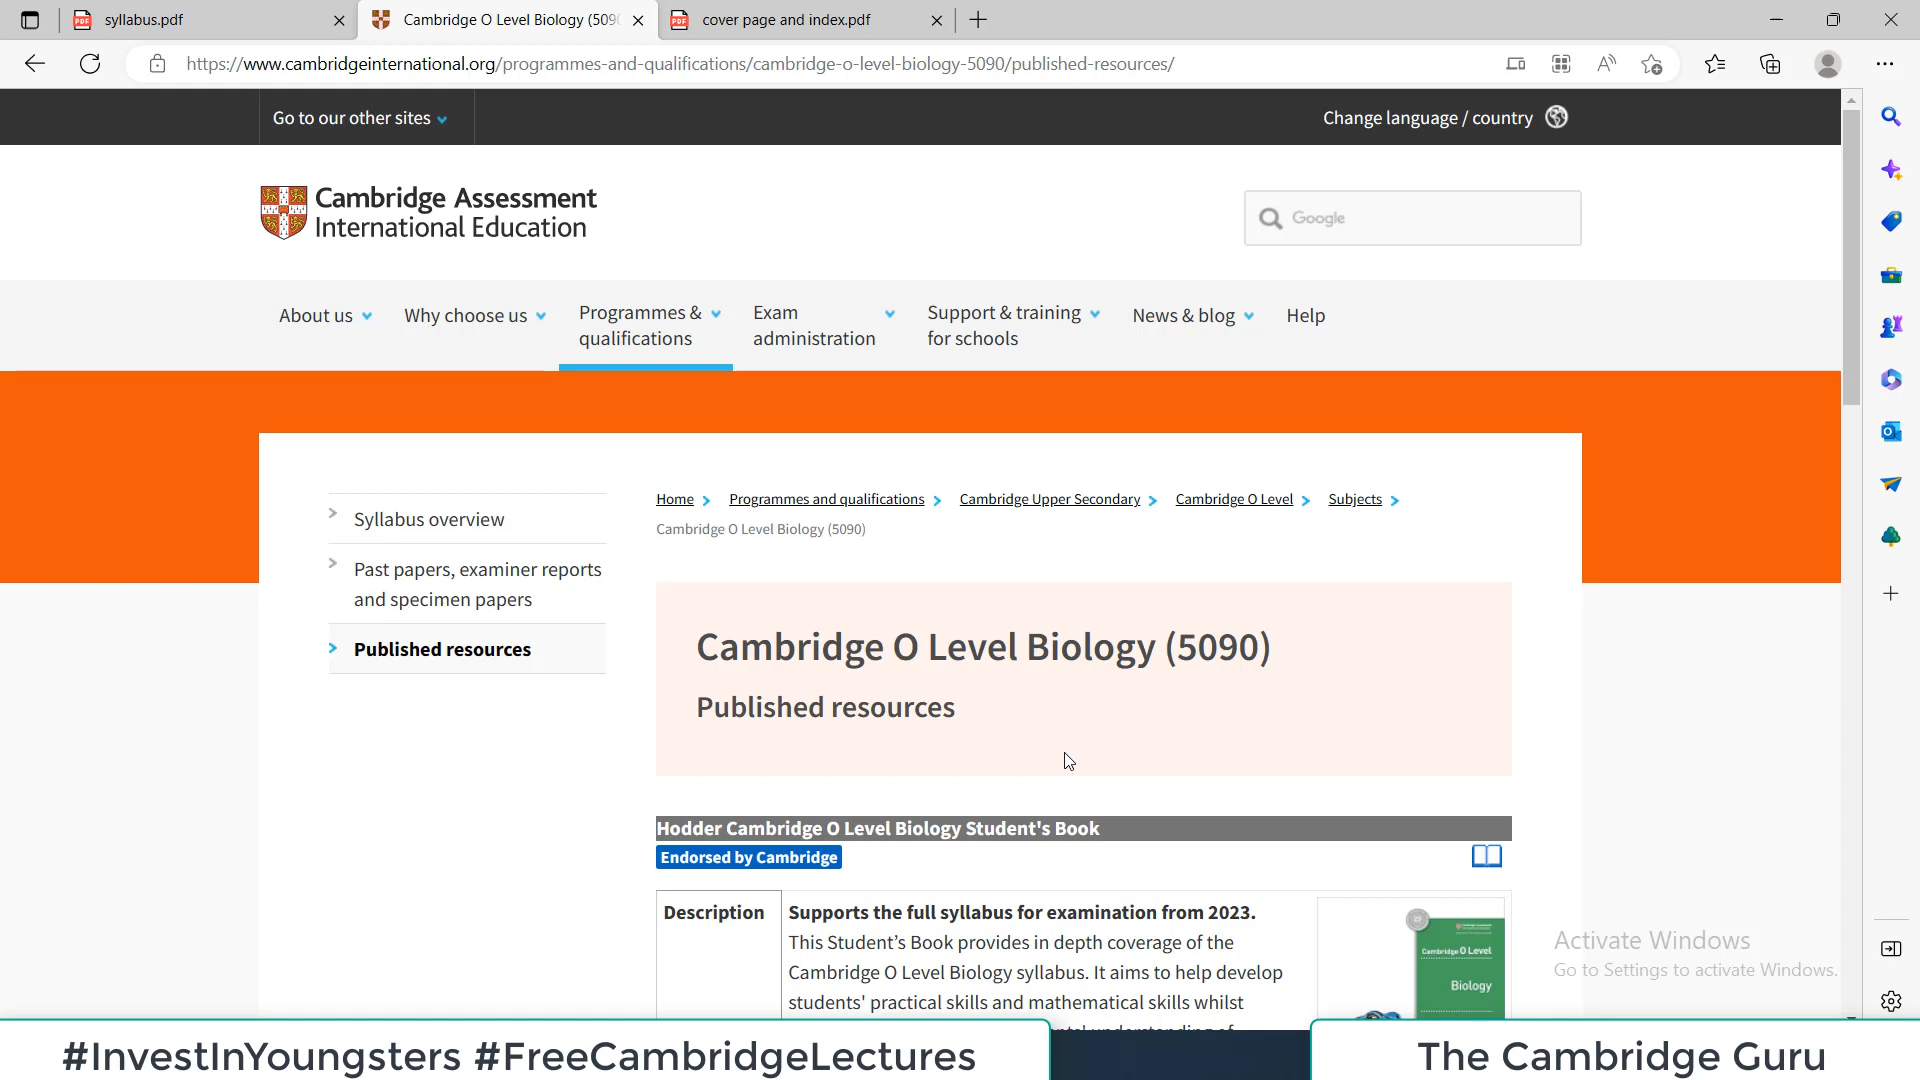 syllabus.pdf
Cambridge O Level Biology (509
cover page and index.pdf
https://www.cambridgeinternational.org/programmes-and-qualifications/cambridge-o-level-biology-5090/published-resources/
Go to our other sites
Change language / country
Cambridge Assessment
International Education
Google
About us
Why choose us
Programmes &
qualifications
Exam
administration
Support & training
for schools
News & blog
Help
Syllabus overview
Past papers, examiner reports
and specimen papers
Published resources
Home
Programmes and qualifications
Cambridge Upper Secondary
Cambridge O Level
Subjects
Cambridge O Level Biology (5090)
Cambridge O Level Biology (5090)
Published resources
Hodder Cambridge O Level Biology Student's Book
Endorsed by Cambridge
Description
Supports the full syllabus for examination from 2023.
This Student’s Book provides in depth coverage of the
Cambridge O Level Biology syllabus. It aims to help develop
students' practical skills and mathematical skills whilst
Cambridge O Level
Biology
Activate Windows
Go to Settings to activate Windows.
#InvestInYoungsters #FreeCambridgeLectures
The Cambridge Guru